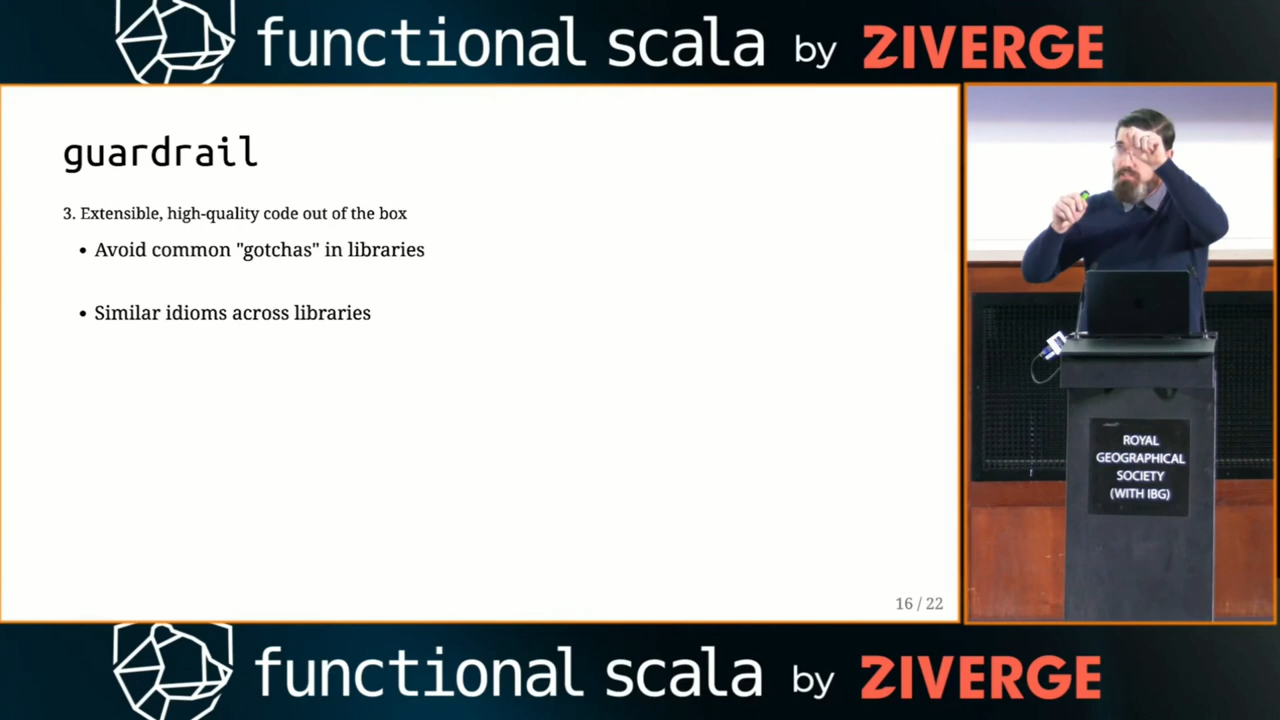 functional scala by ZIVERGE
guardrail
3. Extensible, high-quality code out of the box
• Avoid common "gotchas" in libraries
• Similar idioms across libraries
16 / 22
ROYAL
GEOGRAPHICAL
SOCIETY
(WITH IBG)
functional scala by ZIVERGE